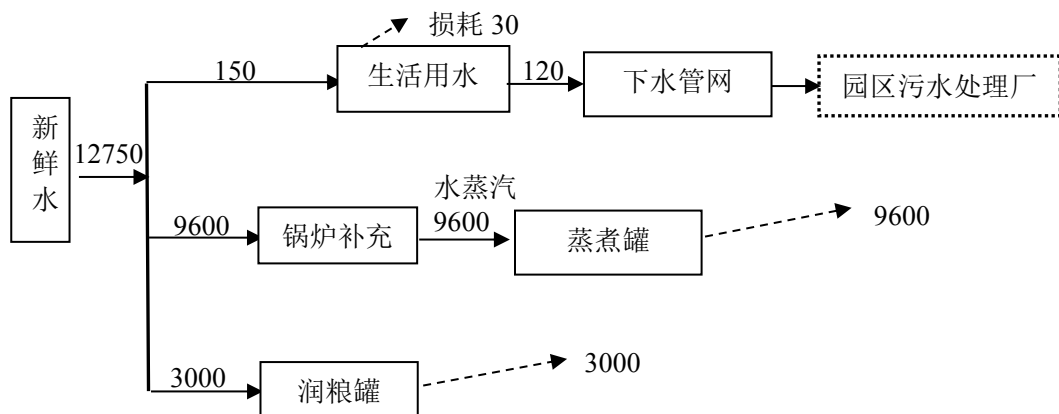 损耗 30
150
生活用水
120
下水管网
园区污水处理厂
新鲜水
12750
9600
锅炉补充
水蒸汽
9600
蒸煮罐
9600
3000
润粮罐
3000